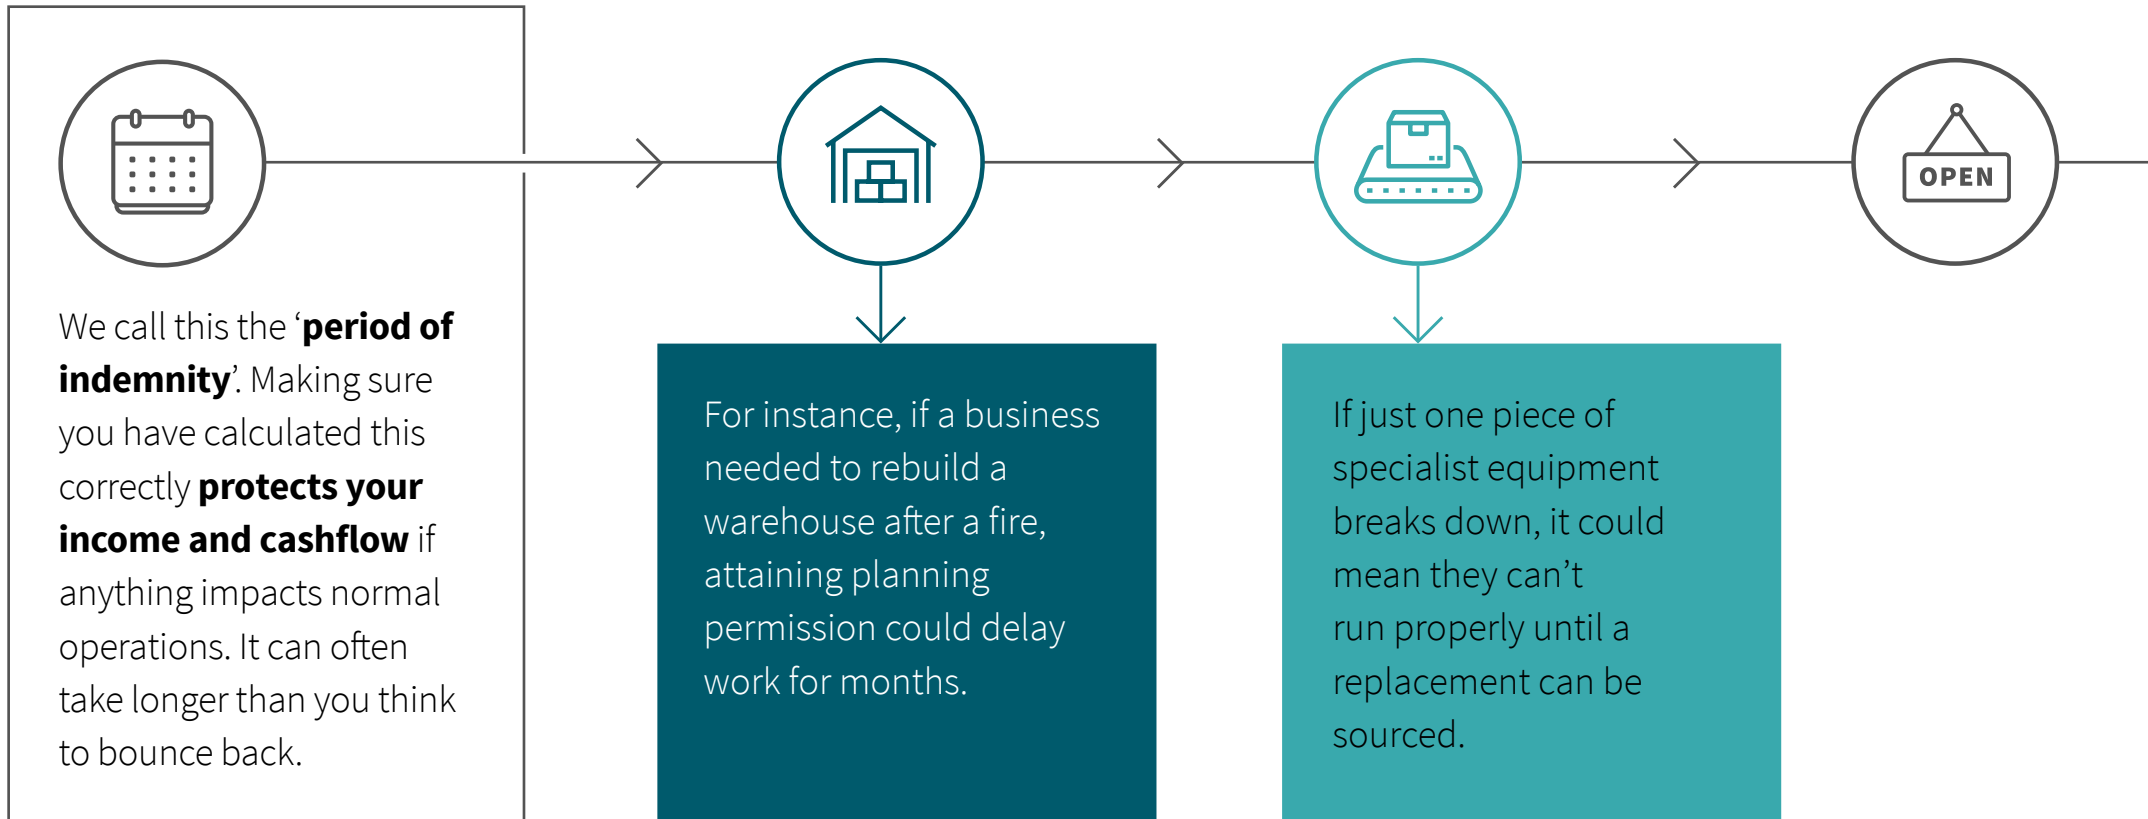 We call this the ‘period of
indemnity’. Making sure
you have calculated this
correctly protects your
income and cashflow if
anything impacts normal
operations. It can often
take longer than you think
to bounce back.
For instance, if a business
needed to rebuild a
warehouse after a fire,
attaining planning
permission could delay
work for months.
If just one piece of
specialist equipment
breaks down, it could
mean they can’t
run properly until a
replacement can be
sourced.
OPEN